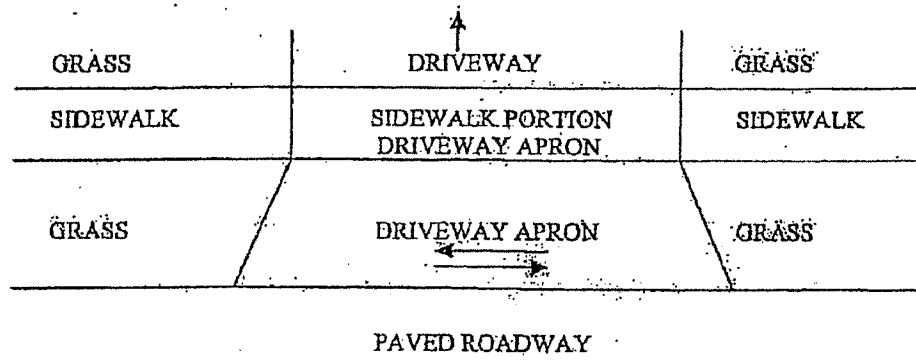 GRASS DRIVEWAY GRASS
SIDEWALK SIDEWALK PORTION SIDEWALK
DRIVEWAY APRON
GRASS DRIVEWAY APRON GRASS
PAVED ROADWAY